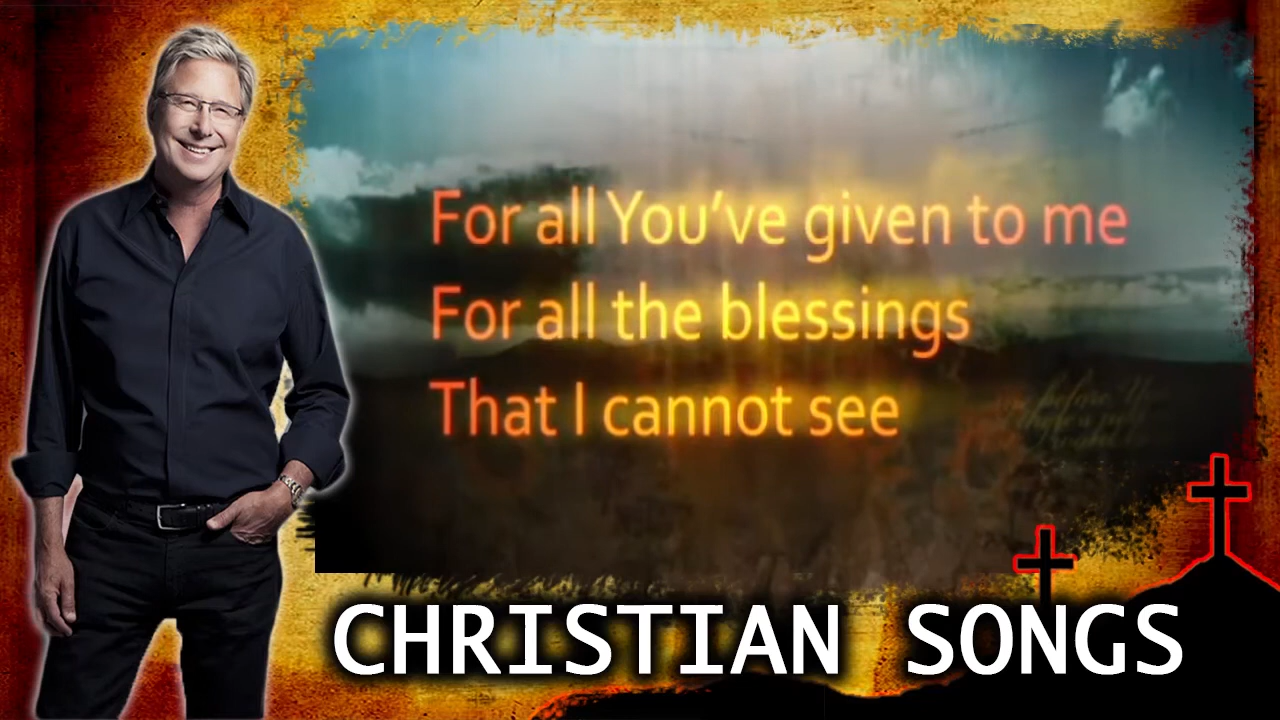 For all You've given to me
For all the blessings
That I cannot see
CHRISTIAN SONGS